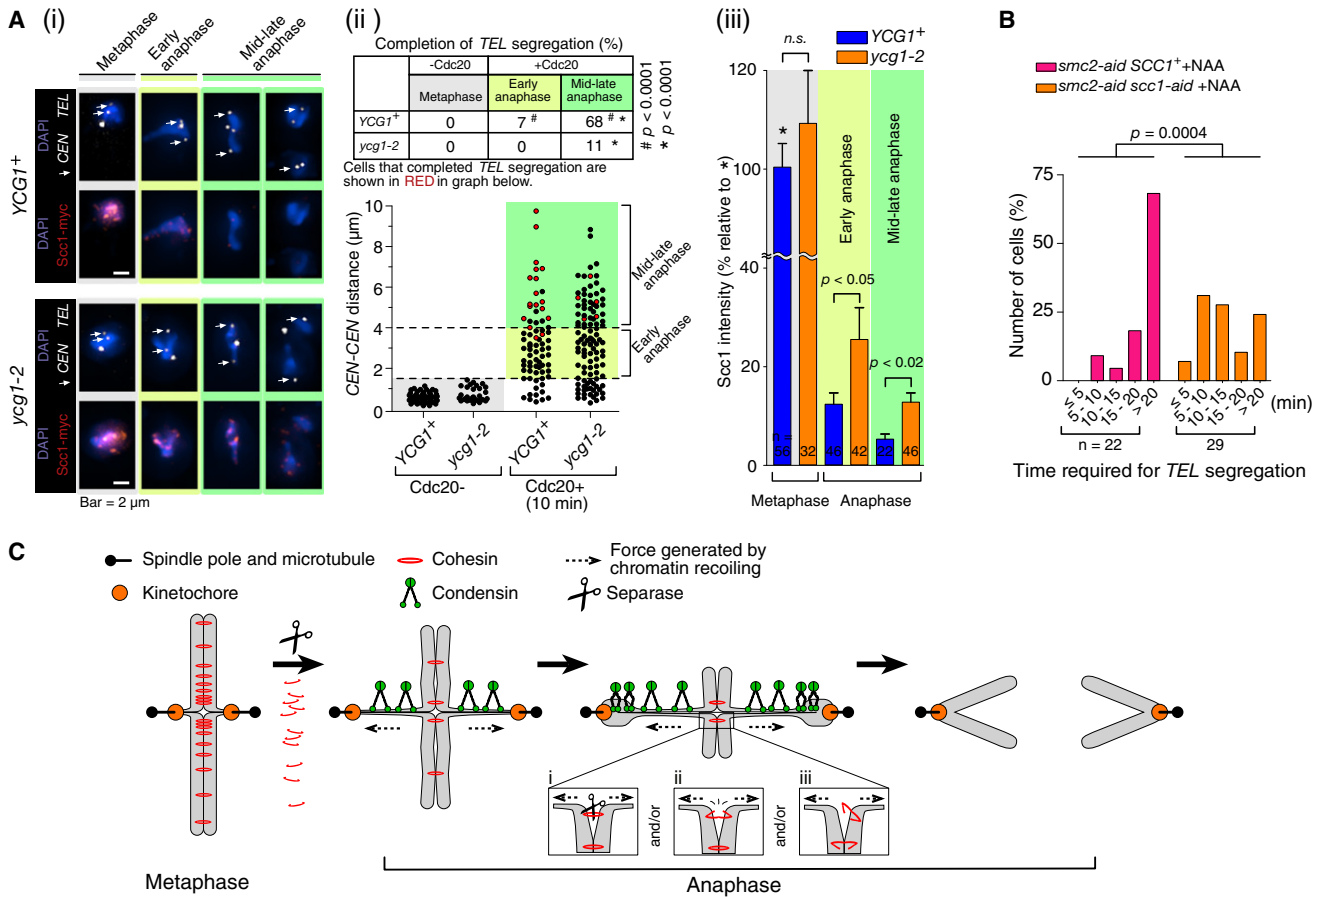 A
(i)
Metaphase
Early
anaphase
Mid-late
anaphase
YCG1+
DAPI CEN TEL
DAPI
Scc1-myc
ycg1-2
DAPI CEN TEL
DAPI
Scc1-myc
Bar = 2 µm
(ii )
Completion of TEL segregation (%)
-Cdc20 +Cdc20
Metaphase Early anaphase Mid-late anaphase
YCG1+ 0 7 # 68 # *
ycg1-2 0 0 11 *
# p < 0.0001
* p < 0.0001
Cells that completed TEL segregation are
shown in RED in graph below.
CEN-CEN distance (µm)
10
8
6
4
2
0
Mid-late
anaphase
Early
anaphase
YCG1+ ycg1-2 YCG1+ ycg1-2
Cdc20- Cdc20+
(10 min)
(iii)
YCG1+
ycg1-2
n.s.
Scc1 intensity (% relative to *)
120
100
40
20
0
*
Early anaphase
Mid-late anaphase
p < 0.05
p < 0.02
n =
56 32 46 42 22 46
Metaphase Anaphase
B
smc2-aid SCC1+ +NAA
smc2-aid scc1-aid +NAA
p = 0.0004
Number of cells (%)
75
50
25
0
< 5 5 - 10 10 - 15 15 - 20 > 20 < 5 5 - 10 10 - 15 15 - 20 > 20 (min)
n = 22 29
Time required for TEL segregation
C
Spindle pole and microtubule
Cohesin
Force generated by
chromatin recoiling
Kinetochore
Condensin
Separase
i
and/or
ii
and/or
iii
Metaphase
Anaphase